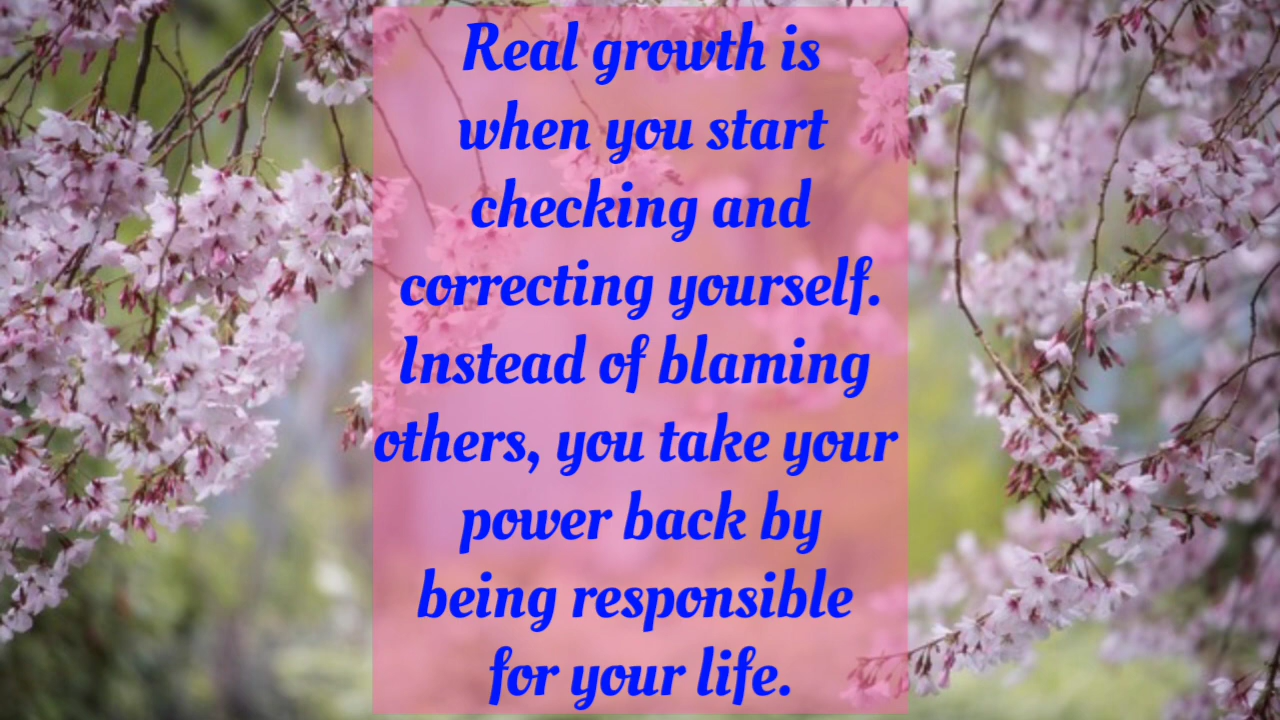 Real growth is
when you start
checking and
correcting yourself.
Instead of blaming
others, you take your
power back by
being responsible
for your life.